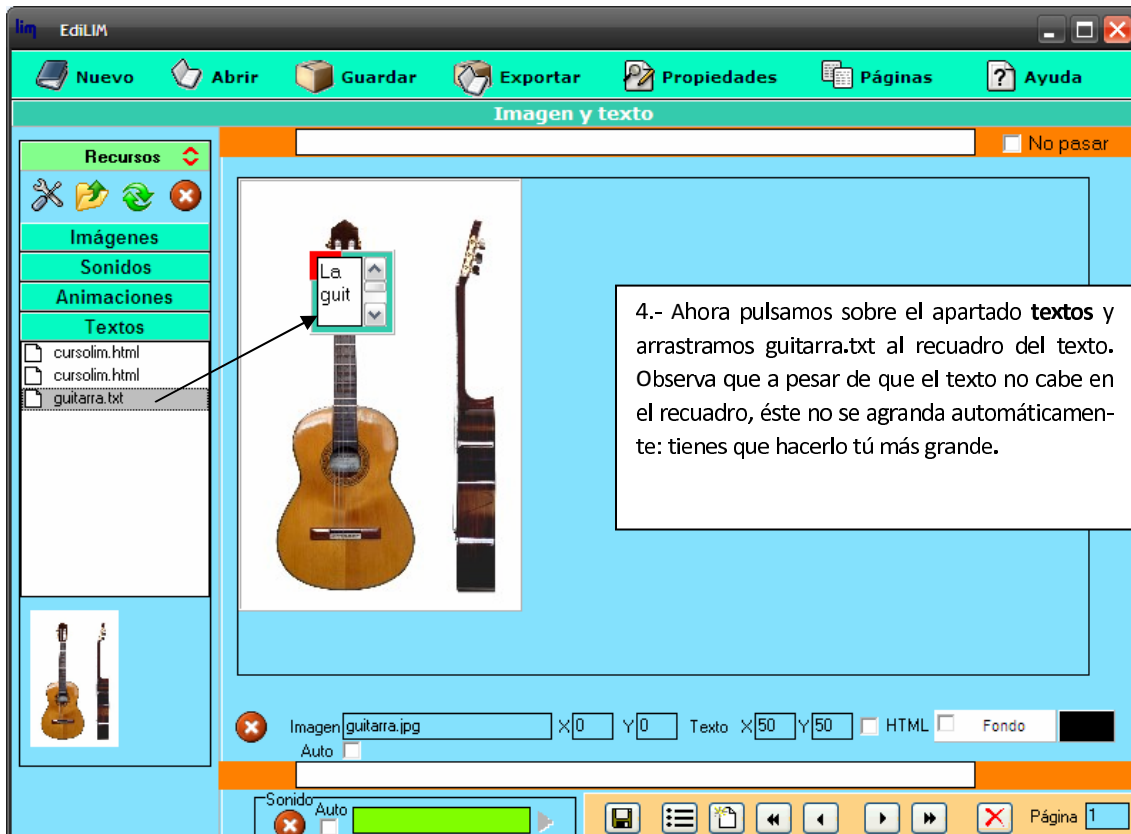 lim EdiLIM
Nuevo Abrir Guardar Exportar Propiedades Páginas Ayuda
Imagen y texto
No pasar
Recursos
Imágenes
Sonidos
Animaciones
Textos
cursolim.html
cursolim.html
guitarra.txt
La
guit
4.- Ahora pulsamos sobre el apartado textos y
arrastramos guitarra.txt al recuadro del texto.
Observa que a pesar de que el texto no cabe en
el recuadro, éste no se agranda automáticamen-
te: tienes que hacerlo tú más grande.
Imagen guitarra.jpg X 0 Y 0 Texto X 50 Y 50 HTML Fondo
Auto
Sonido
Auto
Página 1